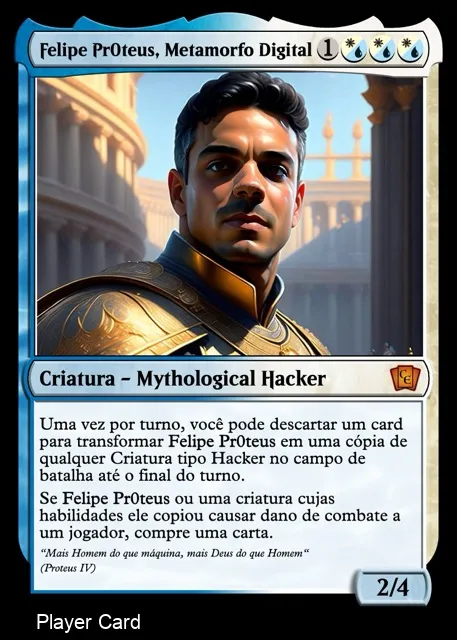 Felipe Pr0teus, Metamorfo Digital 1
Criatura – Mythological Hacker
Uma vez por turno, você pode descartar um card
para transformar Felipe Pr0teus em uma cópia de
qualquer Criatura tipo Hacker no campo de
batalha até o final do turno.
Se Felipe Pr0teus ou uma criatura cujas
habilidades ele copiou causar dano de combate a
um jogador, compre uma carta.
"Mais Homem do que máquina, mais Deus do que Homem"
(Proteus IV)
2/4
Player Card